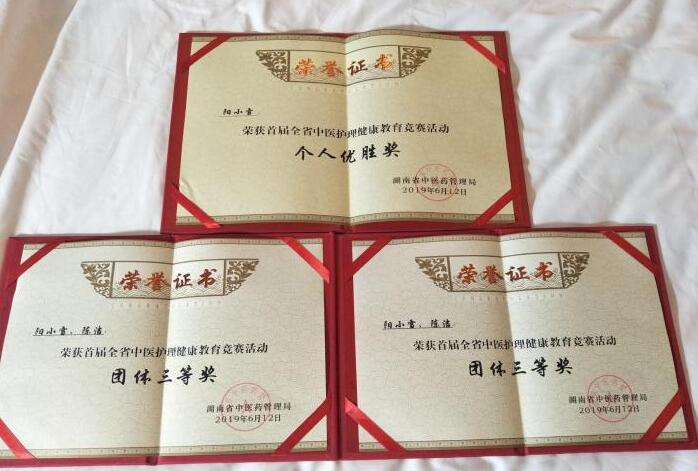 荣誉证书
阳小雪
荣获首届全省中医护理健康教育竞赛活动
个人优胜奖
湖南省中医药管理局
2019年6月12日
荣誉证书
阳小雪、陈洁
荣获首届全省中医护理健康教育竞赛活动
团体三等奖
湖南省中医药管理局
2019年6月12日
荣誉证书
阳小雪、陈洁
荣获首届全省中医护理健康教育竞赛活动
团体三等奖
湖南省中医药管理局
2019年6月12日